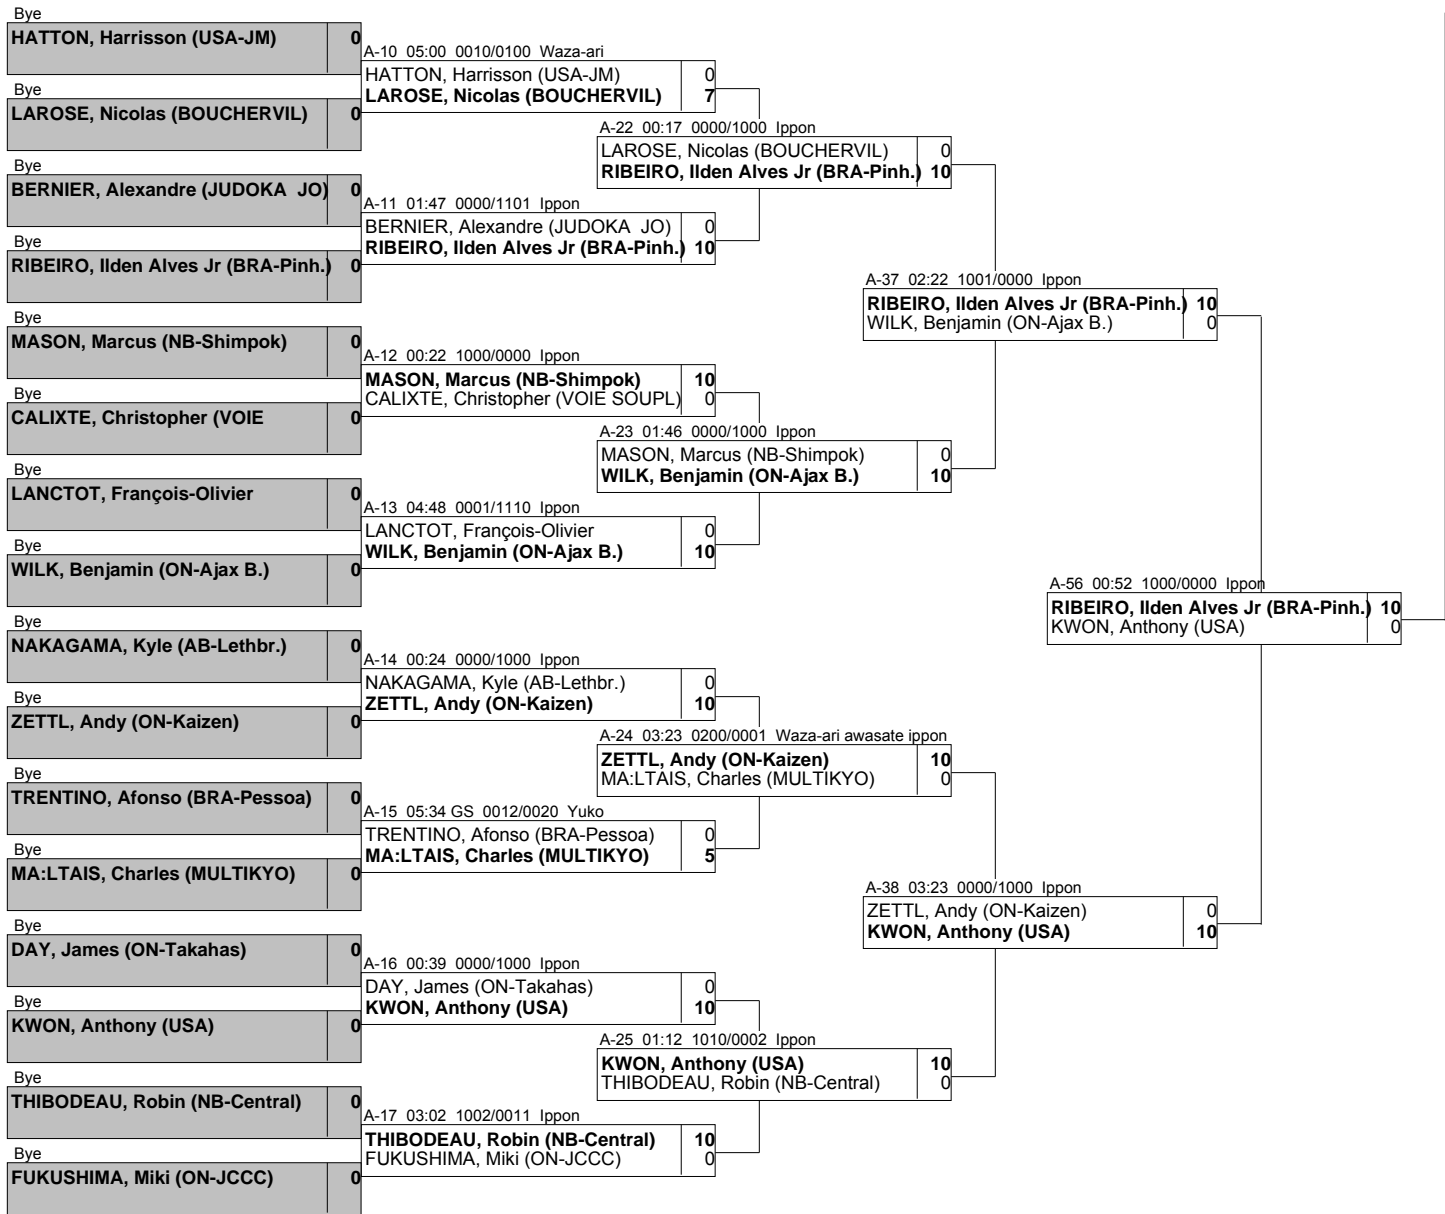 Bye
HATTON, Harrisson (USA-JM) 0
Bye
LAROSE, Nicolas (BOUCHERVIL) 0
Bye
BERNIER, Alexandre (JUDOKA JO) 0
Bye
RIBEIRO, Ilden Alves Jr (BRA-Pinh.) 0
Bye
MASON, Marcus (NB-Shimpok) 0
Bye
CALIXTE, Christopher (VOIE 0
Bye
LANCTOT, François-Olivier 0
Bye
WILK, Benjamin (ON-Ajax B.) 0
Bye
NAKAGAMA, Kyle (AB-Lethbr.) 0
Bye
ZETTL, Andy (ON-Kaizen) 0
Bye
TRENTINO, Afonso (BRA-Pessoa) 0
Bye
MA:LTAIS, Charles (MULTIKYO) 0
Bye
DAY, James (ON-Takahas) 0
Bye
KWON, Anthony (USA) 0
Bye
THIBODEAU, Robin (NB-Central) 0
Bye
FUKUSHIMA, Miki (ON-JCCC) 0
A-10 05:00 0010/0100 Waza-ari
HATTON, Harrisson (USA-JM) 0
LAROSE, Nicolas (BOUCHERVIL) 7
A-11 01:47 0000/1101 Ippon
BERNIER, Alexandre (JUDOKA JO) 0
RIBEIRO, Ilden Alves Jr (BRA-Pinh.) 10
A-12 00:22 1000/0000 Ippon
MASON, Marcus (NB-Shimpok) 10
CALIXTE, Christopher (VOIE SOUPL) 0
A-13 04:48 0001/1110 Ippon
LANCTOT, François-Olivier 0
WILK, Benjamin (ON-Ajax B.) 10
A-14 00:24 0000/1000 Ippon
NAKAGAMA, Kyle (AB-Lethbr.) 0
ZETTL, Andy (ON-Kaizen) 10
A-15 05:34 GS 0012/0020 Yuko
TRENTINO, Afonso (BRA-Pessoa) 0
MA:LTAIS, Charles (MULTIKYO) 5
A-16 00:39 0000/1000 Ippon
DAY, James (ON-Takahas) 0
KWON, Anthony (USA) 10
A-17 03:02 1002/0011 Ippon
THIBODEAU, Robin (NB-Central) 10
FUKUSHIMA, Miki (ON-JCCC) 0
A-22 00:17 0000/1000 Ippon
LAROSE, Nicolas (BOUCHERVIL) 0
RIBEIRO, Ilden Alves Jr (BRA-Pinh.) 10
A-23 01:46 0000/1000 Ippon
MASON, Marcus (NB-Shimpok) 0
WILK, Benjamin (ON-Ajax B.) 10
A-24 03:23 0200/0001 Waza-ari awasate ippon
ZETTL, Andy (ON-Kaizen) 10
MA:LTAIS, Charles (MULTIKYO) 0
A-25 01:12 1010/0002 Ippon
KWON, Anthony (USA) 10
THIBODEAU, Robin (NB-Central) 0
A-37 02:22 1001/0000 Ippon
RIBEIRO, Ilden Alves Jr (BRA-Pinh.) 10
WILK, Benjamin (ON-Ajax B.) 0
A-38 03:23 0000/1000 Ippon
ZETTL, Andy (ON-Kaizen) 0
KWON, Anthony (USA) 10
A-56 00:52 1000/0000 Ippon
RIBEIRO, Ilden Alves Jr (BRA-Pinh.) 10
KWON, Anthony (USA) 0